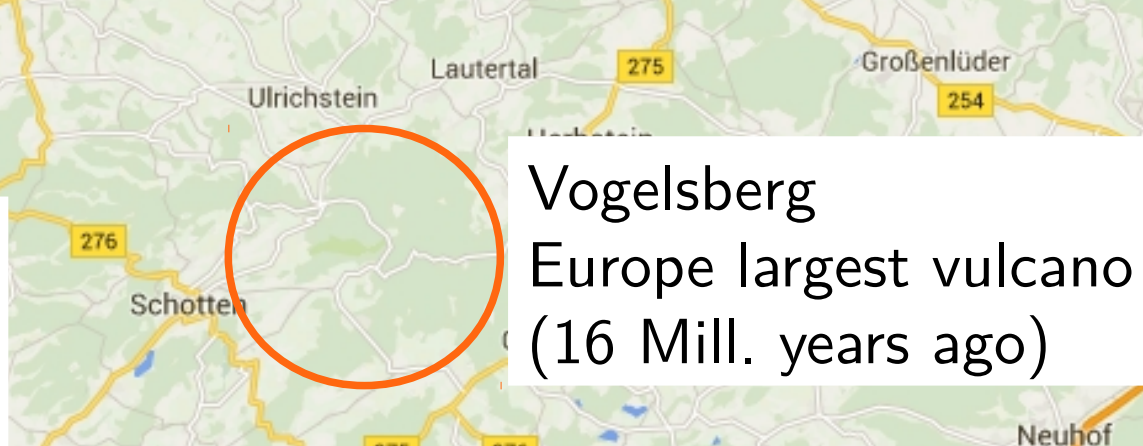 Lautertal
275
Großenlüder
Ulrichstein
254
Vogelsberg
Europe largest vulcano
(16 Mill. years ago)
276
Schotten
Neuhof